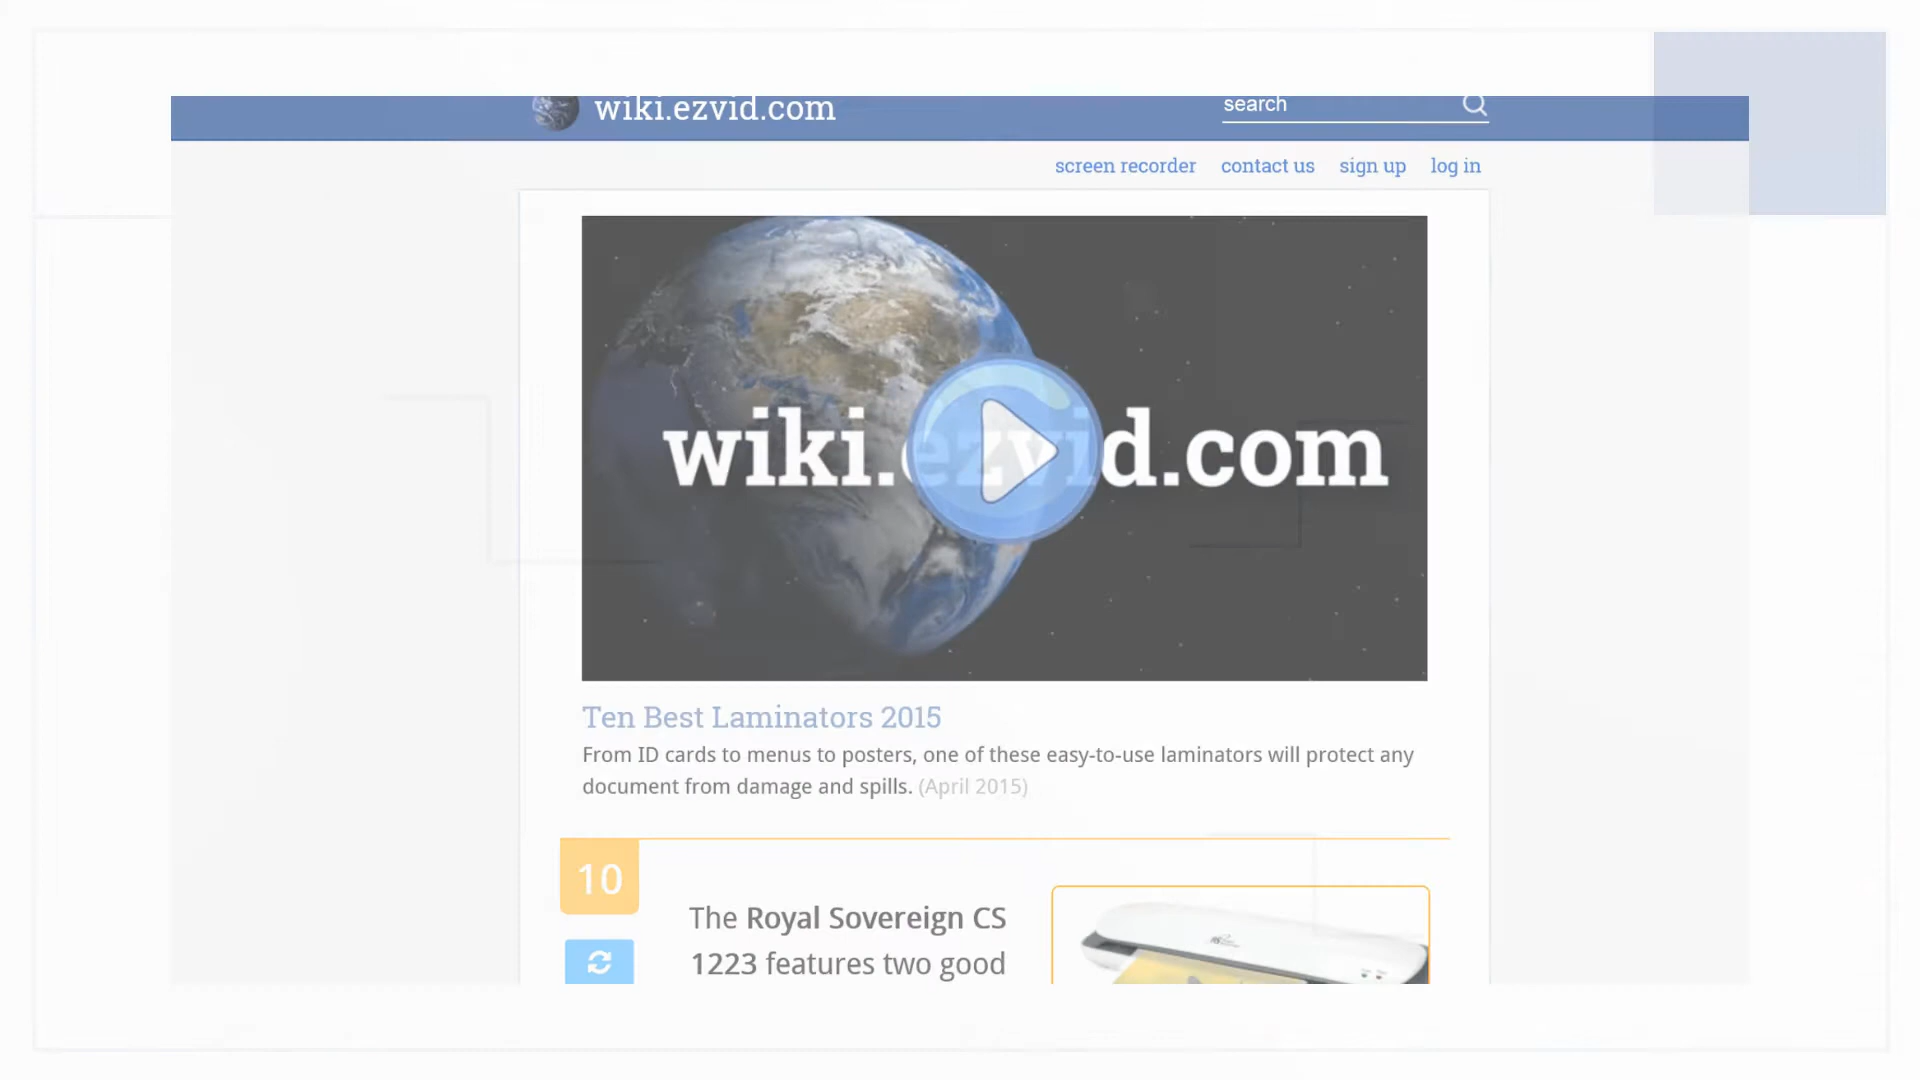 wiki.ezvid.com
search
screen recorder contact us sign up log in
wiki.ezvid.com
Ten Best Laminators 2015
From ID cards to menus to posters, one of these easy-to-use laminators will protect any
document from damage and spills. (April 2015)
10
The Royal Sovereign CS
1223 features two good